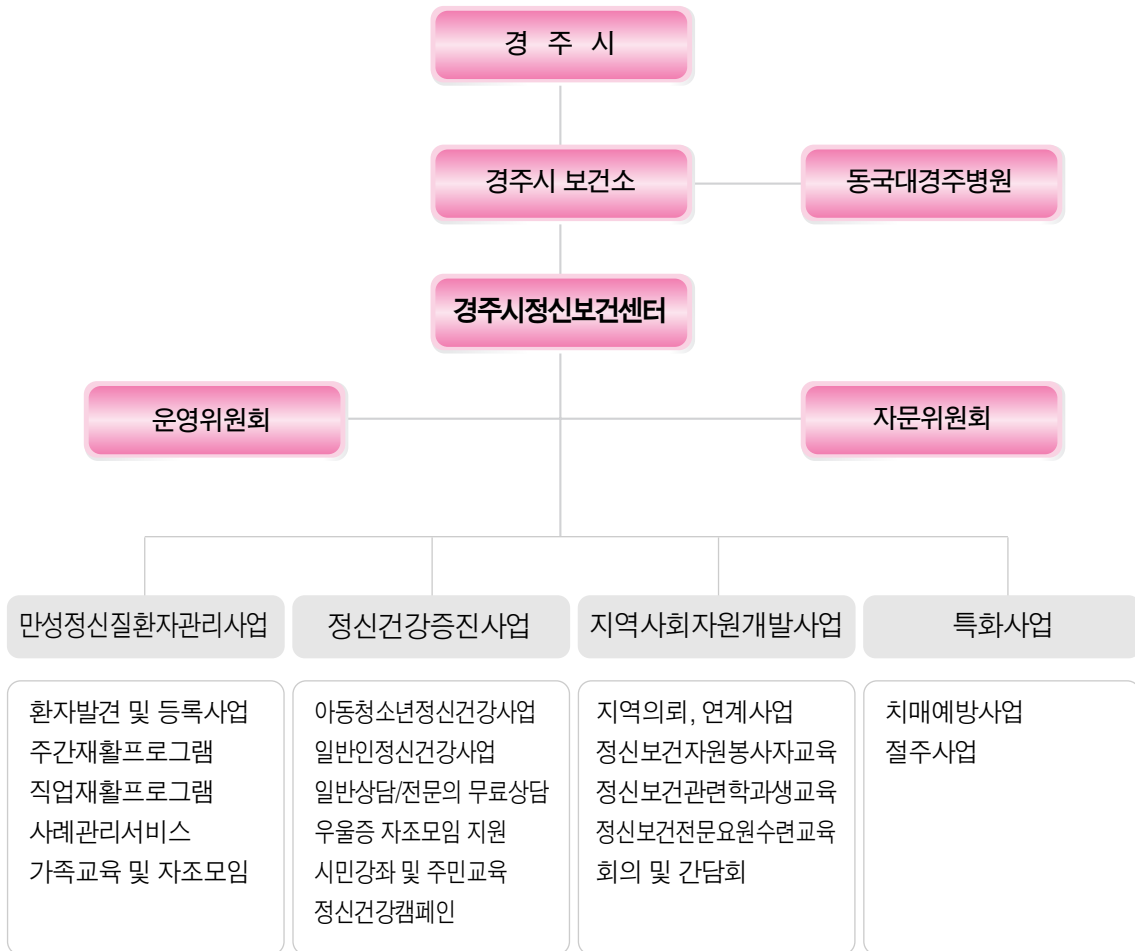 경 주 시
경주시 보건소
동국대경주병원
경주시정신보건센터
운영위원회
자문위원회
만성정신질환자관리사업
환자발견 및 등록사업
주간재활프로그램
직업재활프로그램
사례관리서비스
가족교육 및 자조모임
정신건강증진사업
아동청소년정신건강사업
일반인정신건강사업
일반상담/전문의 무료상담
우울증 자조모임 지원
시민강좌 및 주민교육
정신건강캠페인
지역사회자원개발사업
지역의뢰, 연계사업
정신보건자원봉사자교육
정신보건관련학과생교육
정신보건전문요원수련교육
회의 및 간담회
특화사업
치매예방사업
절주사업